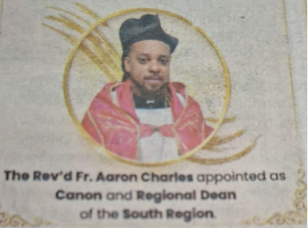 The Rev'd Fr. Aaron Charles appointed as
Canon and Regional Dean
of the South Region.